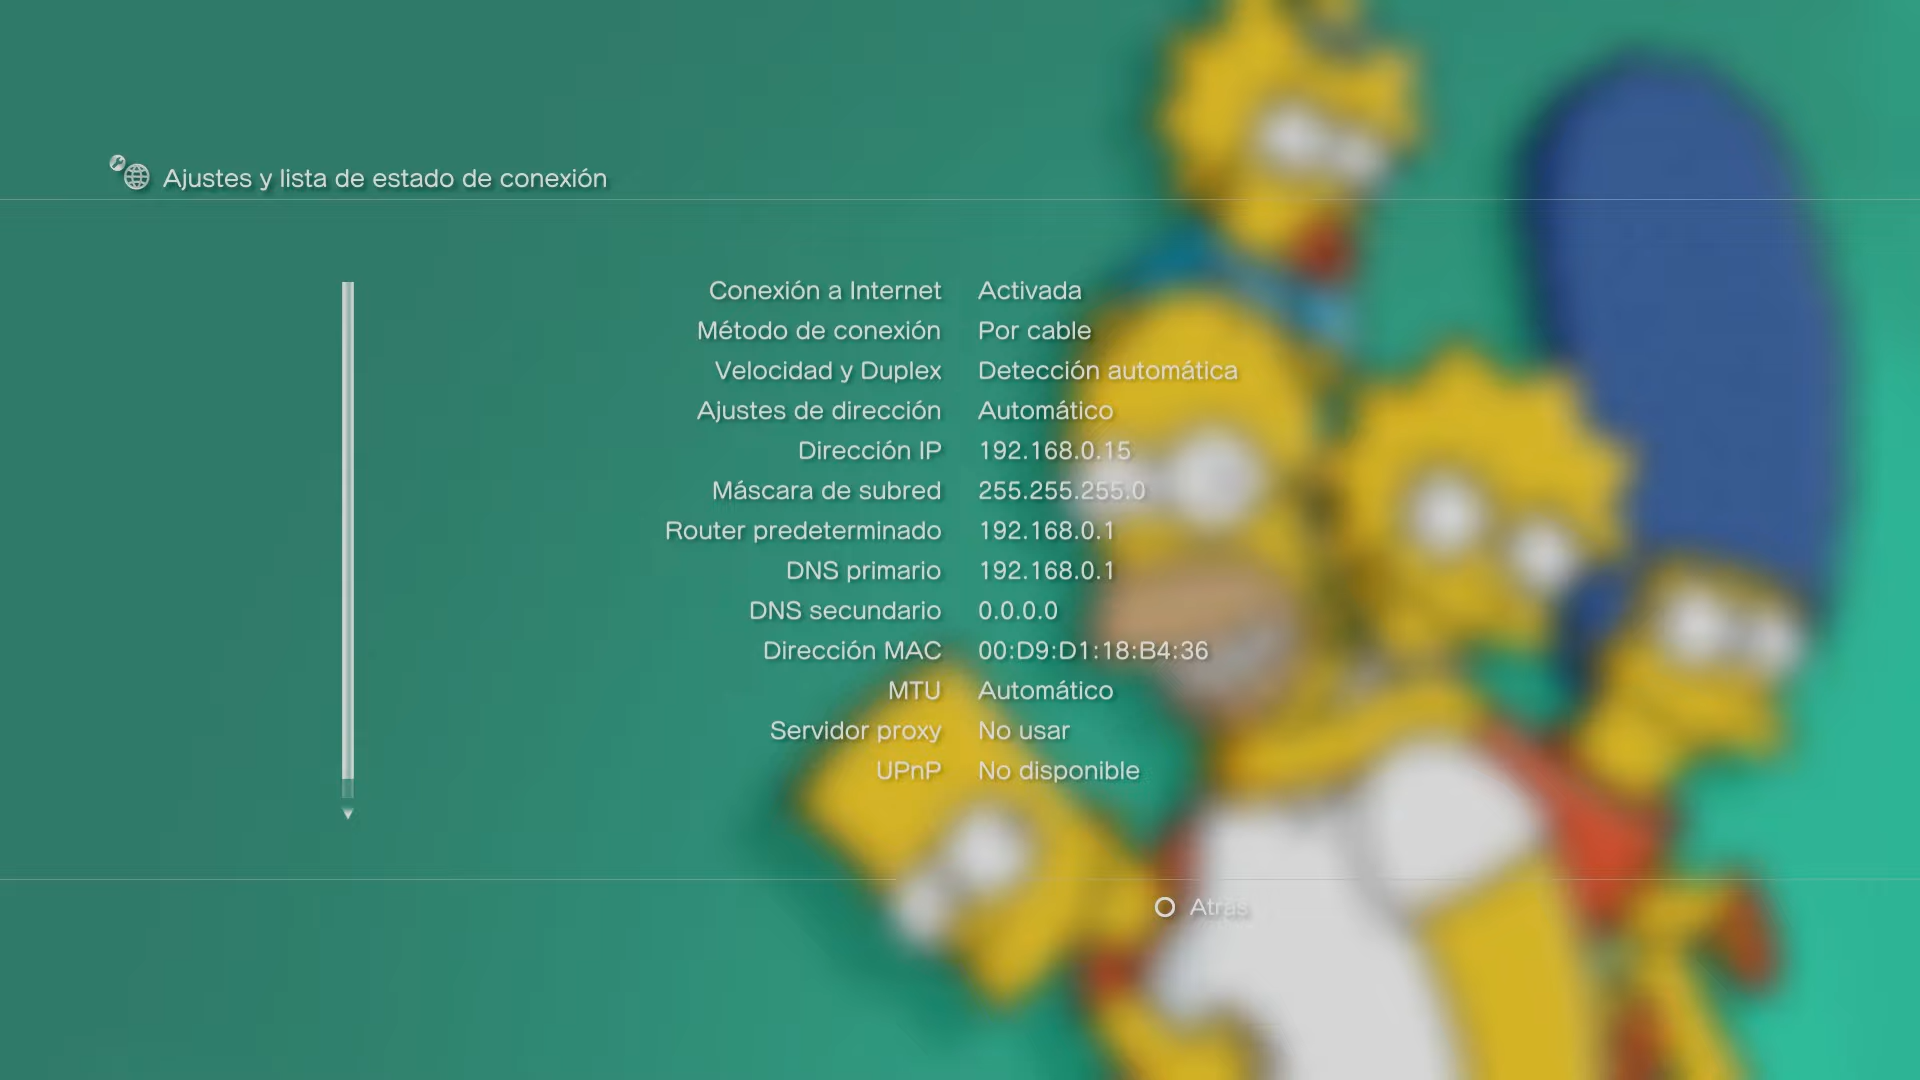 Ajustes y lista de estado de conexión
Conexión a Internet Activada
Método de conexión Por cable
Velocidad y Duplex Detección automática
Ajustes de dirección Automático
Dirección IP 192.168.0.15
Máscara de subred 255.255.255.0
Router predeterminado 192.168.0.1
DNS primario 192.168.0.1
DNS secundario 0.0.0.0
Dirección MAC 00:D9:D1:18:B4:36
MTU Automático
Servidor proxy No usar
UPnP No disponible
Atrás